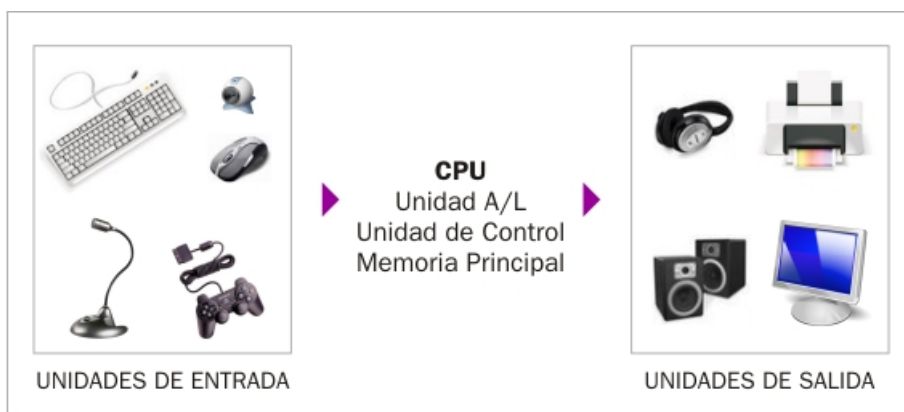 CPU
Unidad A/L
Unidad de Control
Memoria Principal
UNIDADES DE ENTRADA
UNIDADES DE SALIDA